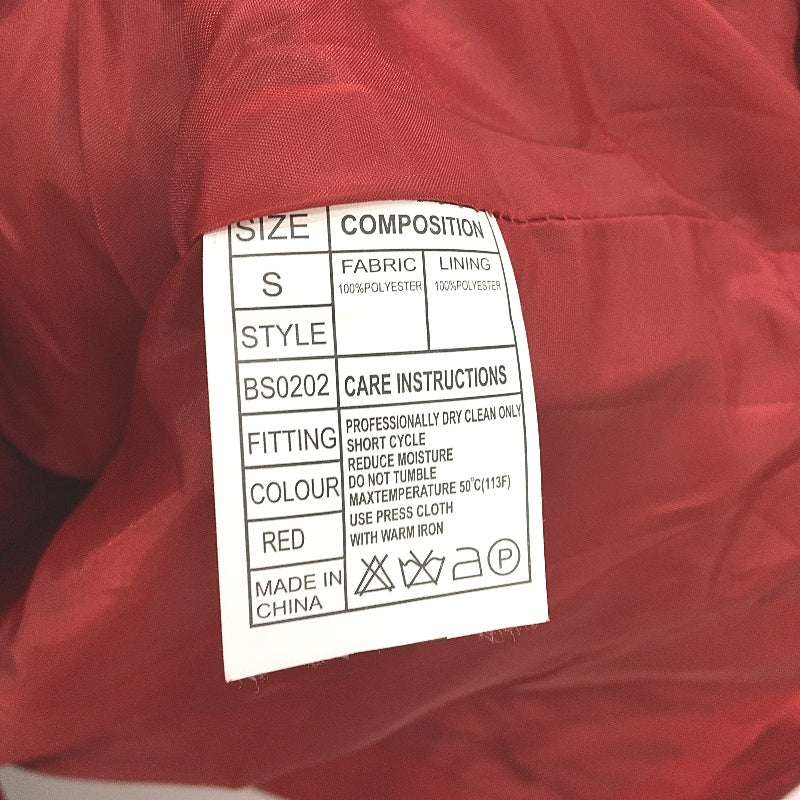 SIZE
S
STYLE
BS0202
FITTING
COLOUR
RED
MADE IN
CHINA
COMPOSITION
FABRIC
100%POLYESTER
LINING
100%POLYESTER
CARE INSTRUCTIONS
PROFESSIONALLY DRY CLEAN ONLY
SHORT CYCLE
REDUCE MOISTURE
DO NOT TUMBLE
MAXTEMPERATURE 50°C(113F)
USE PRESS CLOTH
WITH WARM IRON
P